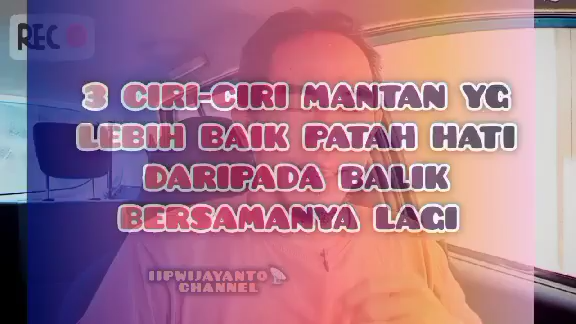 REC
3 CIRI-CIRI MANTAN YG
LEBIH BAIK PATAH HATI
DARIPADA BALIK
BERSAMANYA LAGI
IIPWIJAYANTO
CHANNEL